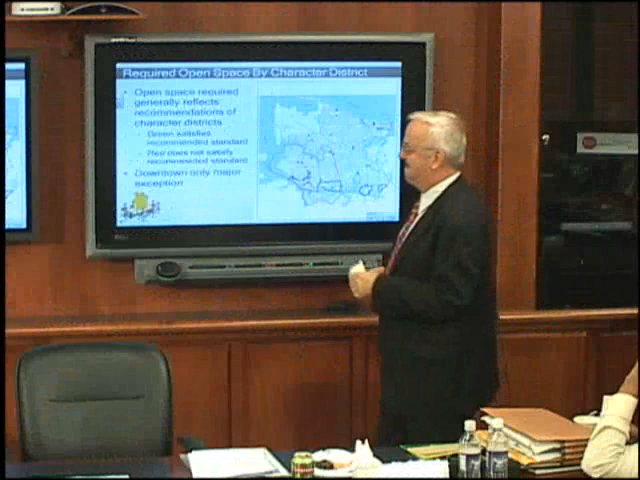 Required Open Space By Character District
• Open space required
generally reflects
recommendations of
character districts
- Green satisfies
recommended standard
- Red does not satisfy
recommended standard
• Downtown only major
exception